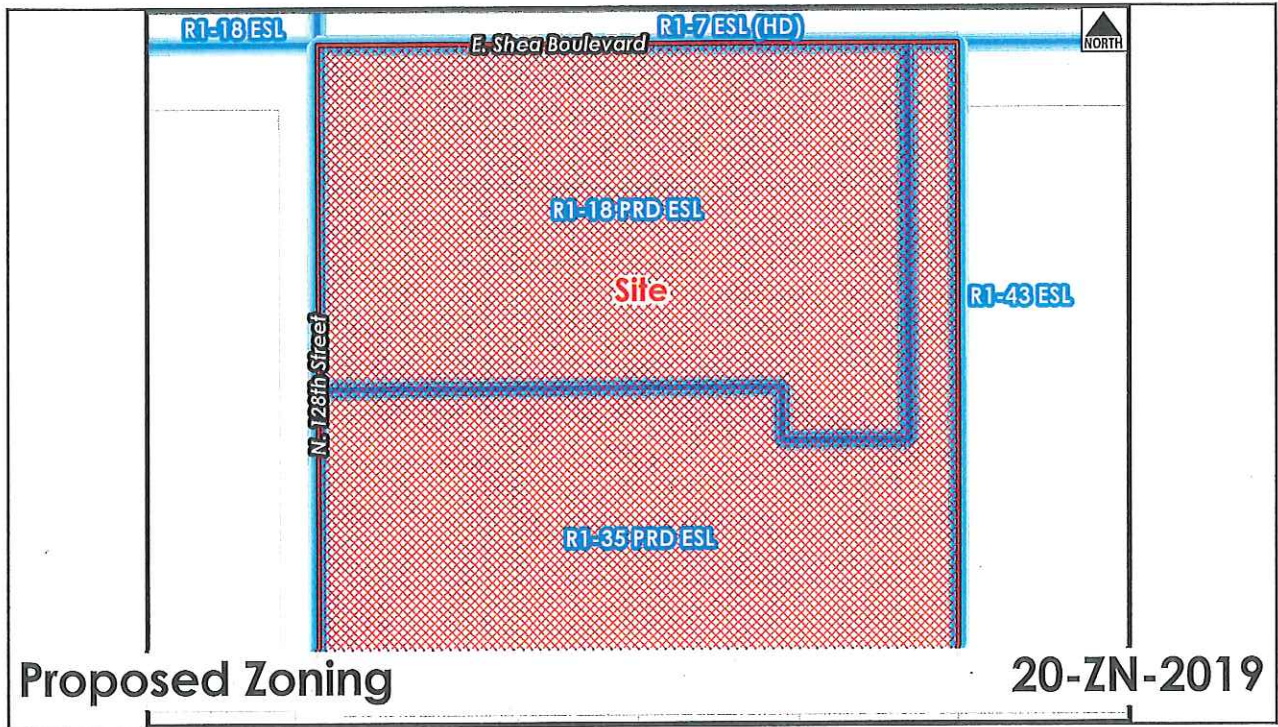 R1-18 ESL
R1-7 ESL (HD)
E. Shea Boulevard
NORTH
R1-18 PRD ESL
Site
R1-43 ESL
N. 128th Street
R1-35 PRD ESL
Proposed Zoning
20-ZN-2019